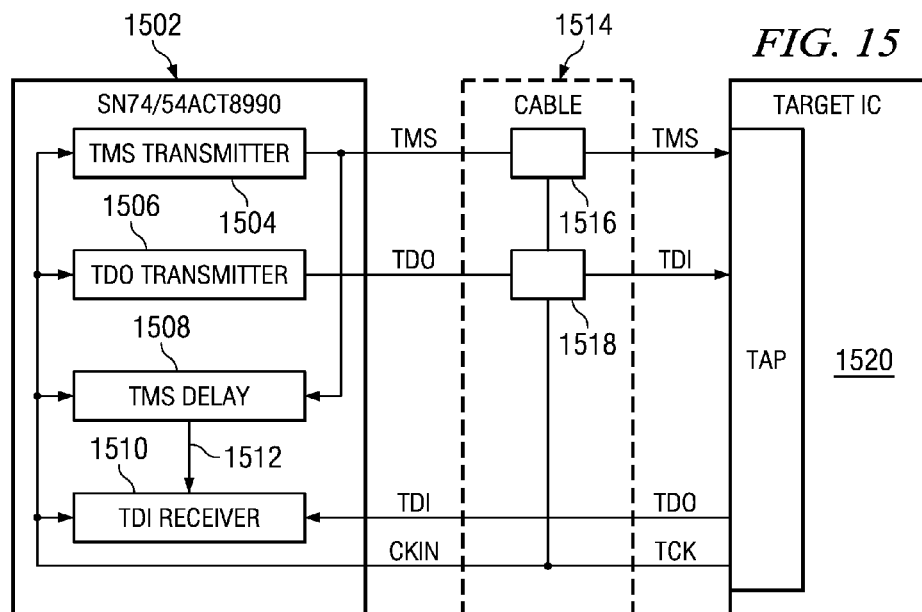 1502
1514
FIG. 15
SN74/54ACT8990
CABLE
TARGET IC
TMS TRANSMITTER
TMS
TMS
1504
1516
1506
TDO TRANSMITTER
TDO
TDI
1518
1508
TMS DELAY
TAP
1520
1510
1512
TDI RECEIVER
TDI
TDO
CKIN
TCK